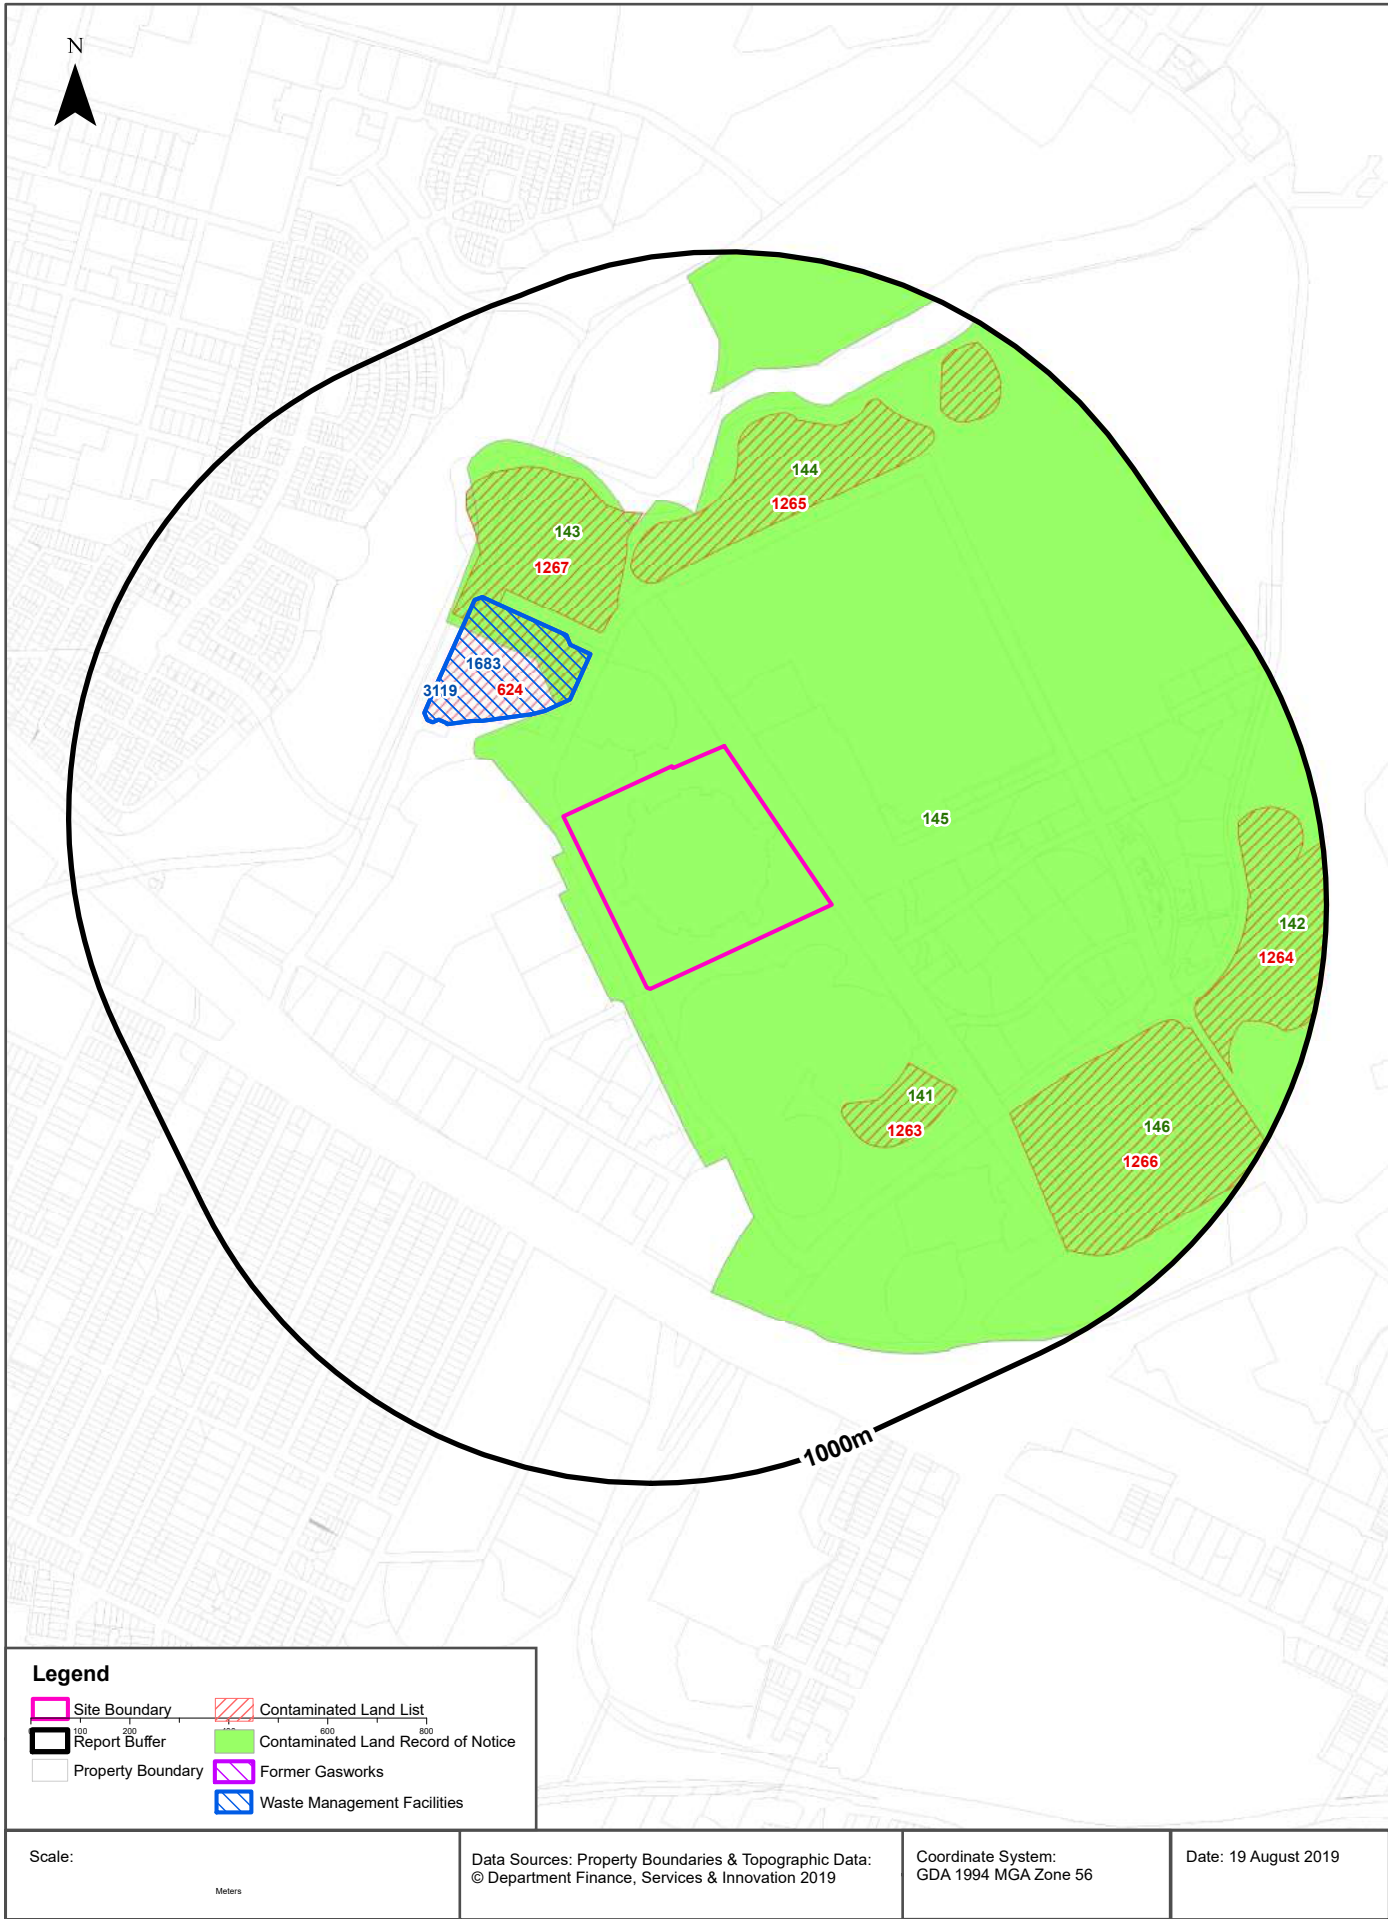 N
144
1265
143
1267
1683
3119
624
145
142
1264
141
1263
146
1266
1000m
Legend
Site Boundary
Contaminated Land List
100 200 600 800
Report Buffer
Contaminated Land Record of Notice
Property Boundary
Former Gasworks
Waste Management Facilities
Scale:
Meters
Data Sources: Property Boundaries & Topographic Data:
© Department Finance, Services & Innovation 2019
Coordinate System:
GDA 1994 MGA Zone 56
Date: 19 August 2019